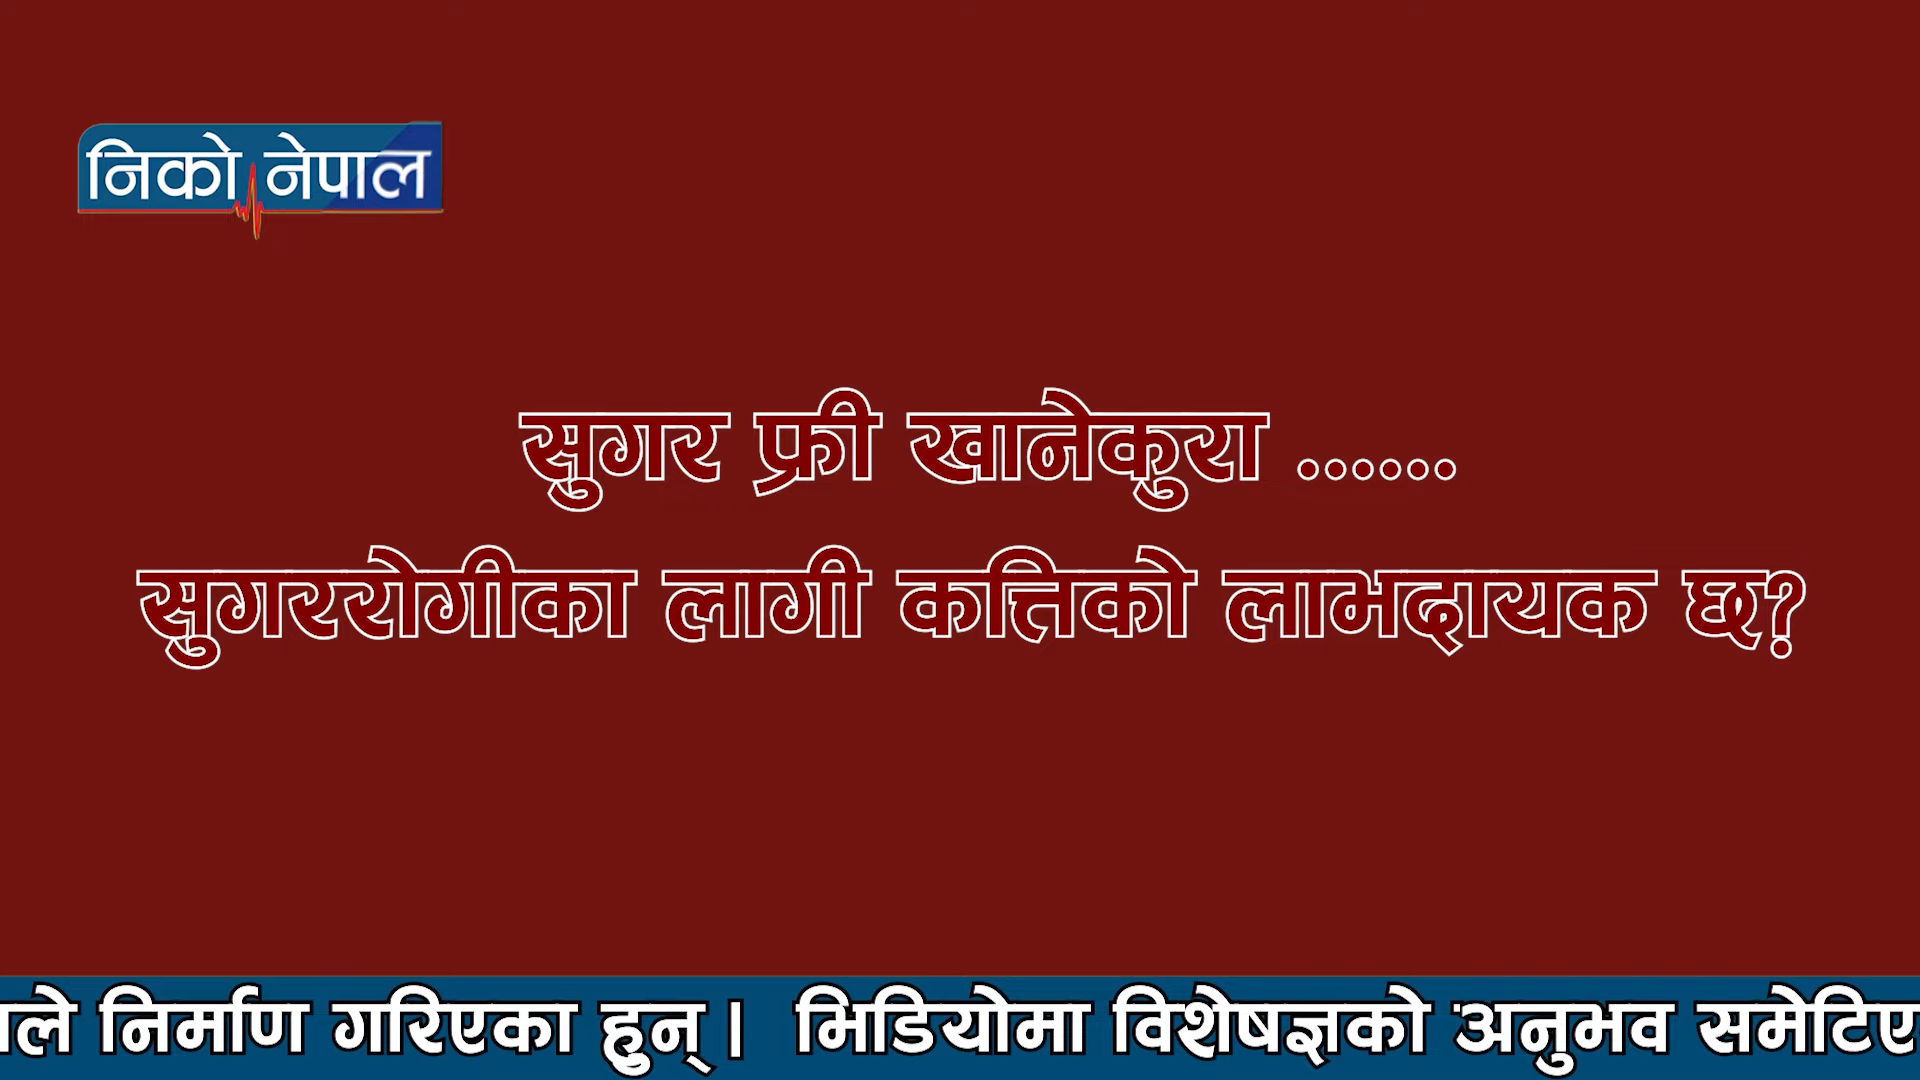 निको नेपाल
सुगर फ्री खानेकुरा ......
सुगररोगीका लागी कत्तिको लाभदायक छ?
ले निर्माण गरिएका हुन् । भिडियोमा विशेषज्ञको अनुभव समेटिए